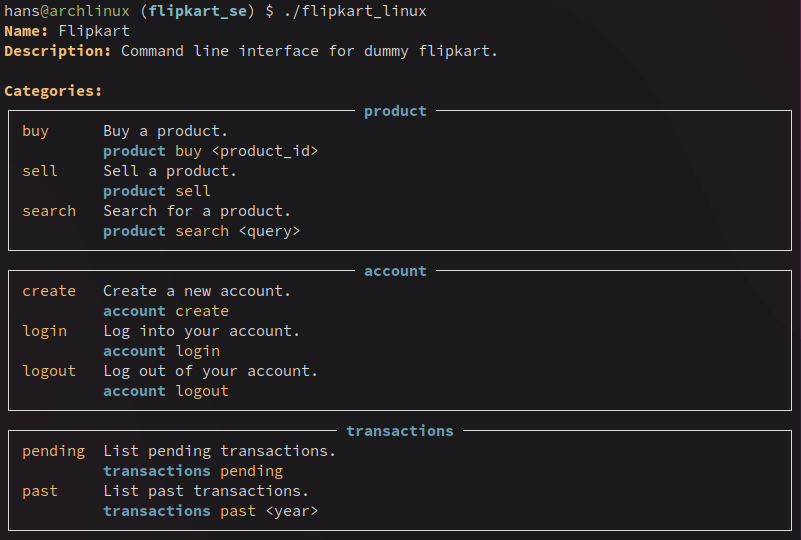 hans@archlinux (flipkart_se) $ ./flipkart_linux
Name: Flipkart
Description: Command line interface for dummy flipkart.
Categories:
product
buy Buy a product.
product buy <product_id>
sell Sell a product.
product sell
search Search for a product.
product search <query>
account
create Create a new account.
account create
login Log into your account.
account login
logout Log out of your account.
account logout
transactions
pending List pending transactions.
transactions pending
past List past transactions.
transactions past <year>